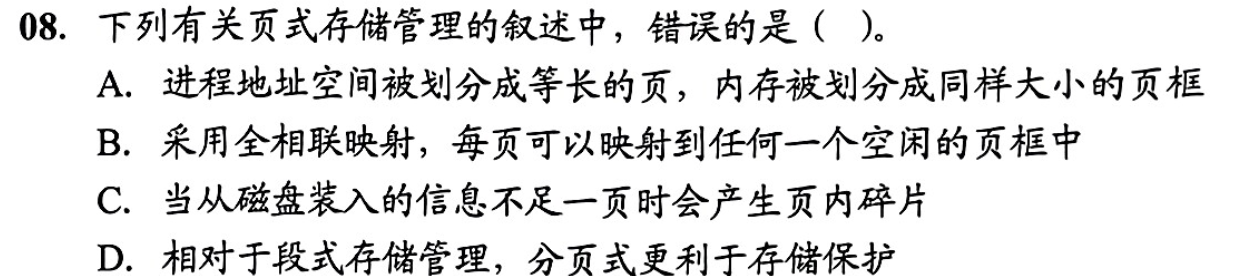 08. 下列有关页式存储管理的叙述中，错误的是（ ）。
A. 进程地址空间被划分成等长的页，内存被划分成同样大小的页框
B. 采用全相联映射，每页可以映射到任何一个空闲的页框中
C. 当从磁盘装入的信息不足一页时会产生页内碎片
D. 相对于段式存储管理，分页式更利于存储保护